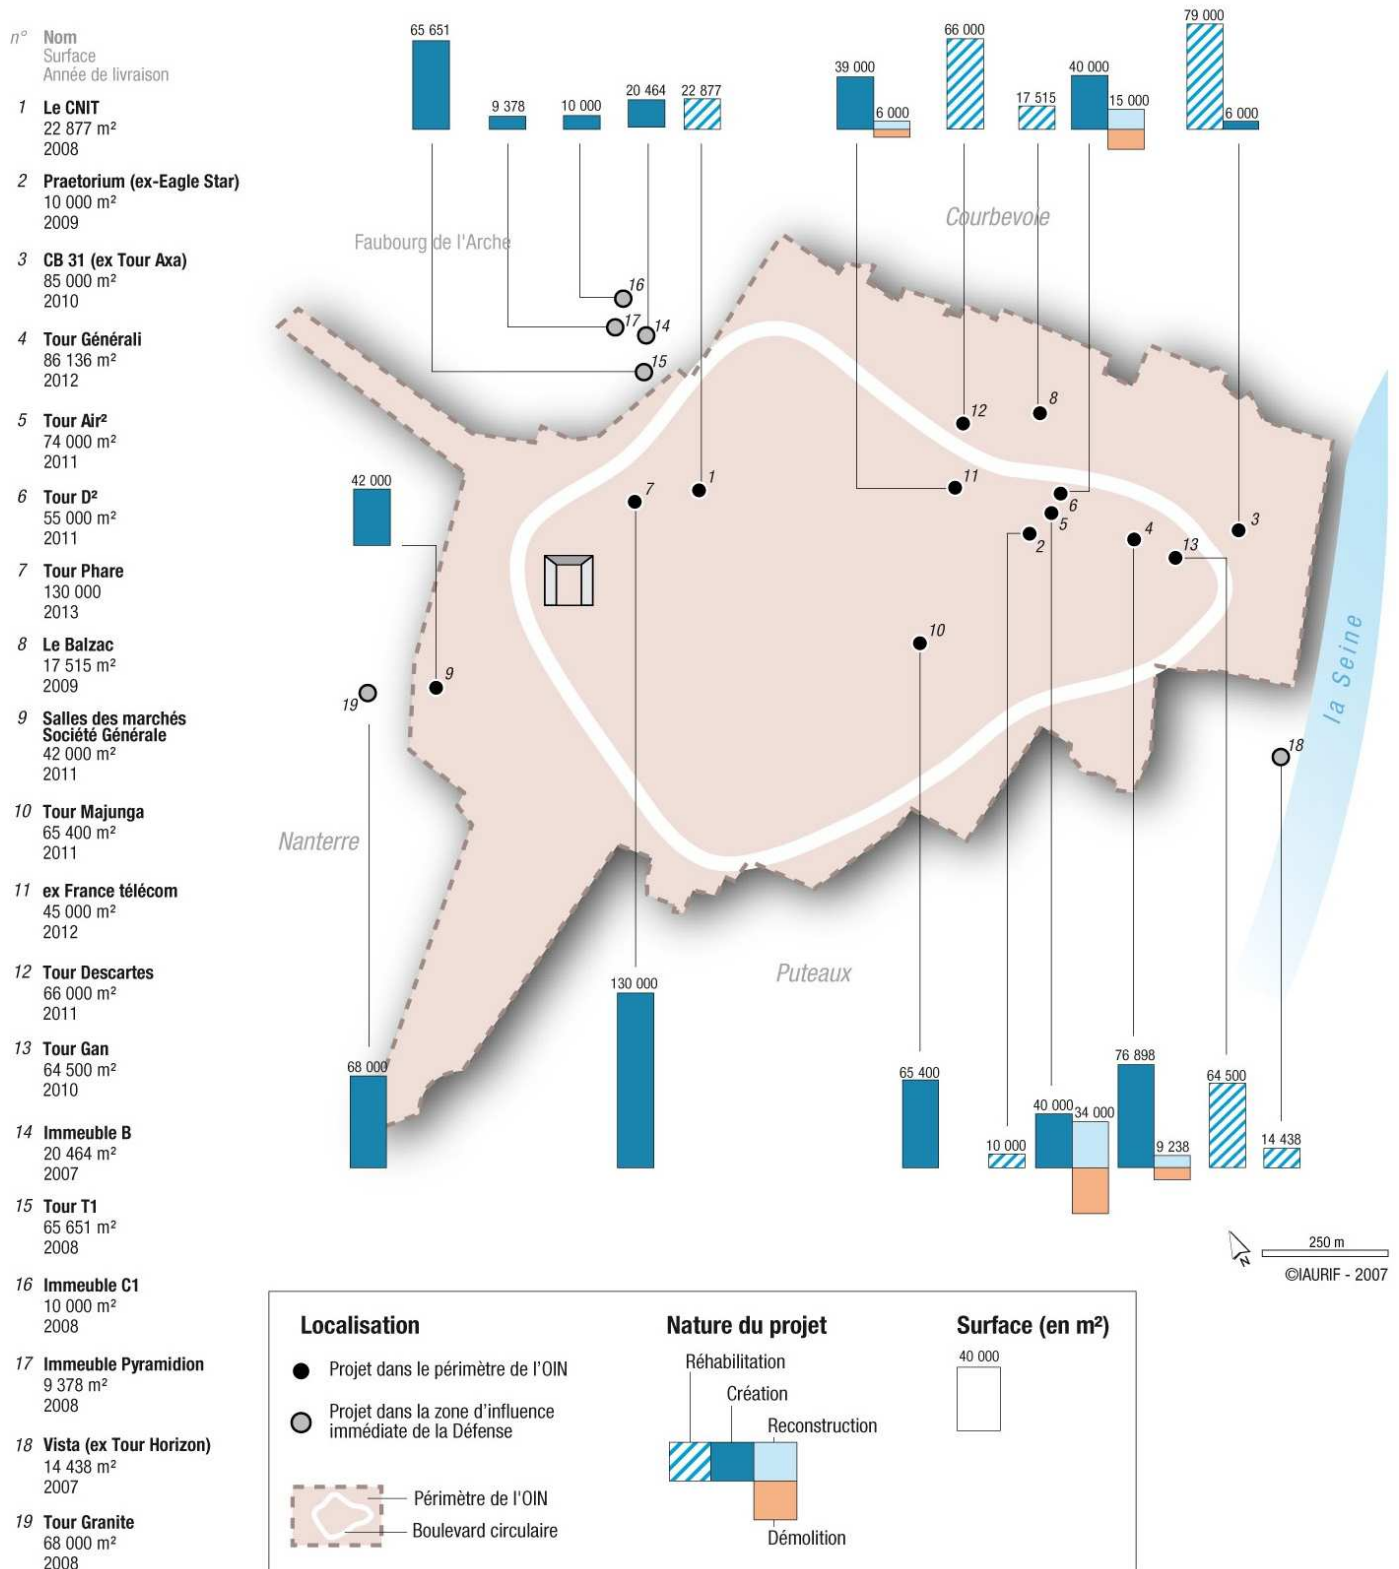 n° Nom
Surface
Année de livraison
1 Le CNIT
22 877 m²
2008
2 Praetorium (ex-Eagle Star)
10 000 m²
2009
3 CB 31 (ex Tour Axa)
85 000 m²
2010
4 Tour Générali
86 136 m²
2012
5 Tour Air²
74 000 m²
2011
6 Tour D²
55 000 m²
2011
7 Tour Phare
130 000
2013
8 Le Balzac
17 515 m²
2009
9 Salles des marchés
Société Générale
42 000 m²
2011
10 Tour Majunga
65 400 m²
2011
11 ex France télécom
45 000 m²
2012
12 Tour Descartes
66 000 m²
2011
13 Tour Gan
64 500 m²
2010
14 Immeuble B
20 464 m²
2007
15 Tour T1
65 651 m²
2008
16 Immeuble C1
10 000 m²
2008
17 Immeuble Pyramidion
9 378 m²
2008
18 Vista (ex Tour Horizon)
14 438 m²
2007
19 Tour Granite
68 000 m²
2008
65 651
9 378
10 000
20 464
22 877
39 000
6 000
66 000
17 515
40 000
15 000
79 000
6 000
Courbevoie
Faubourg de l'Arche
16
17
14
15
12
8
11
1
7
6
5
2
4
13
3
42 000
10
9
19
18
la Seine
Nanterre
Puteaux
68 000
130 000
65 400
10 000
40 000
34 000
76 898
9 238
64 500
14 438
N
250 m
©IAURIF - 2007
Localisation
Projet dans le périmètre de l'OIN
Projet dans la zone d'influence
immédiate de la Défense
Périmètre de l'OIN
Boulevard circulaire
Nature du projet
Réhabilitation
Création
Reconstruction
Démolition
Surface (en m²)
40 000